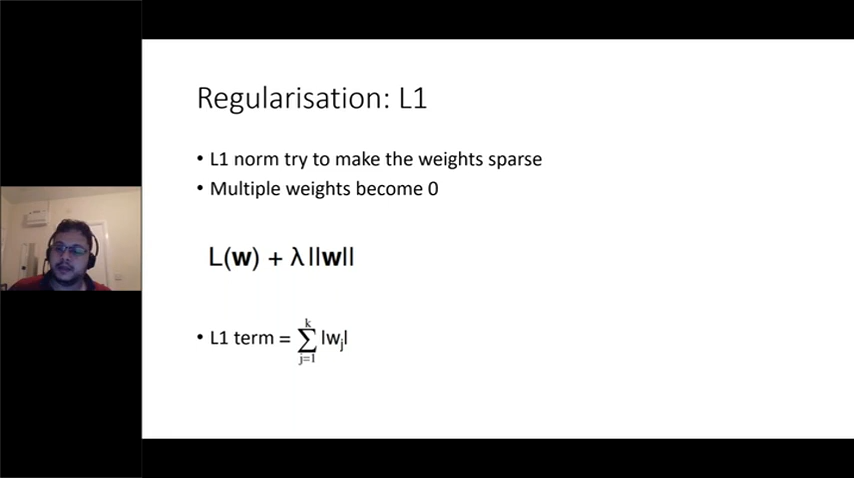 Regularisation: L1
• L1 norm try to make the weights sparse
• Multiple weights become 0
L(w) + λ||w||
• L1 term = k∑j=1 |wj|